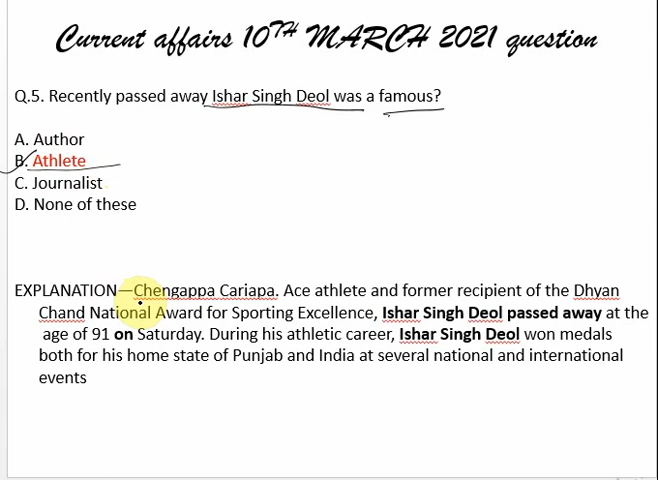 Current affairs 10TH MARCH 2021 question
Q.5. Recently passed away Ishar Singh Deol was a famous?
A. Author
B. Athlete
C. Journalist
D. None of these
EXPLANATION—Chengappa Cariapa. Ace athlete and former recipient of the Dhyan
Chand National Award for Sporting Excellence, Ishar Singh Deol passed away at the
age of 91 on Saturday. During his athletic career, Ishar Singh Deol won medals
both for his home state of Punjab and India at several national and international
events